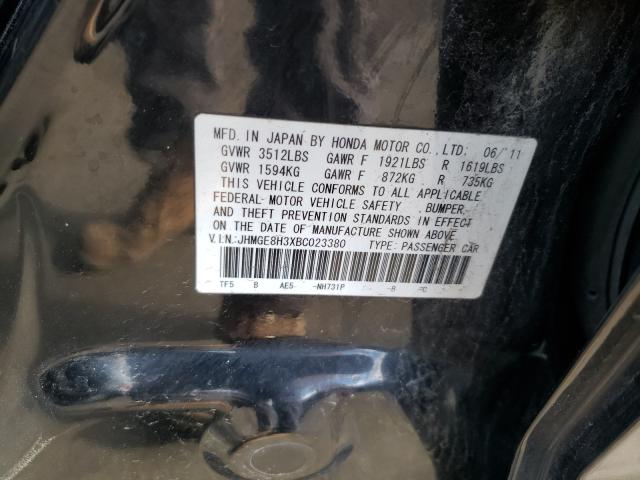 MFD. IN JAPAN BY HONDA MOTOR CO., LTD. 06/'11
GVWR 3512LBS GAWR F 1921LBS R 1619LBS
GVWR 1594KG GAWR F 872KG R 735KG
THIS VEHICLE CONFORMS TO ALL APPLICABLE
FEDERAL MOTOR VEHICLE SAFETY, BUMPER,
AND THEFT PREVENTION STANDARDS IN EFFECT
ON THE DATE OF MANUFACTURE SHOWN ABOVE.
V.I.N.:JHMGE8H3XBC023380 TYPE: PASSENGER CAR
TF5 B AE5- -NH731P -B -C